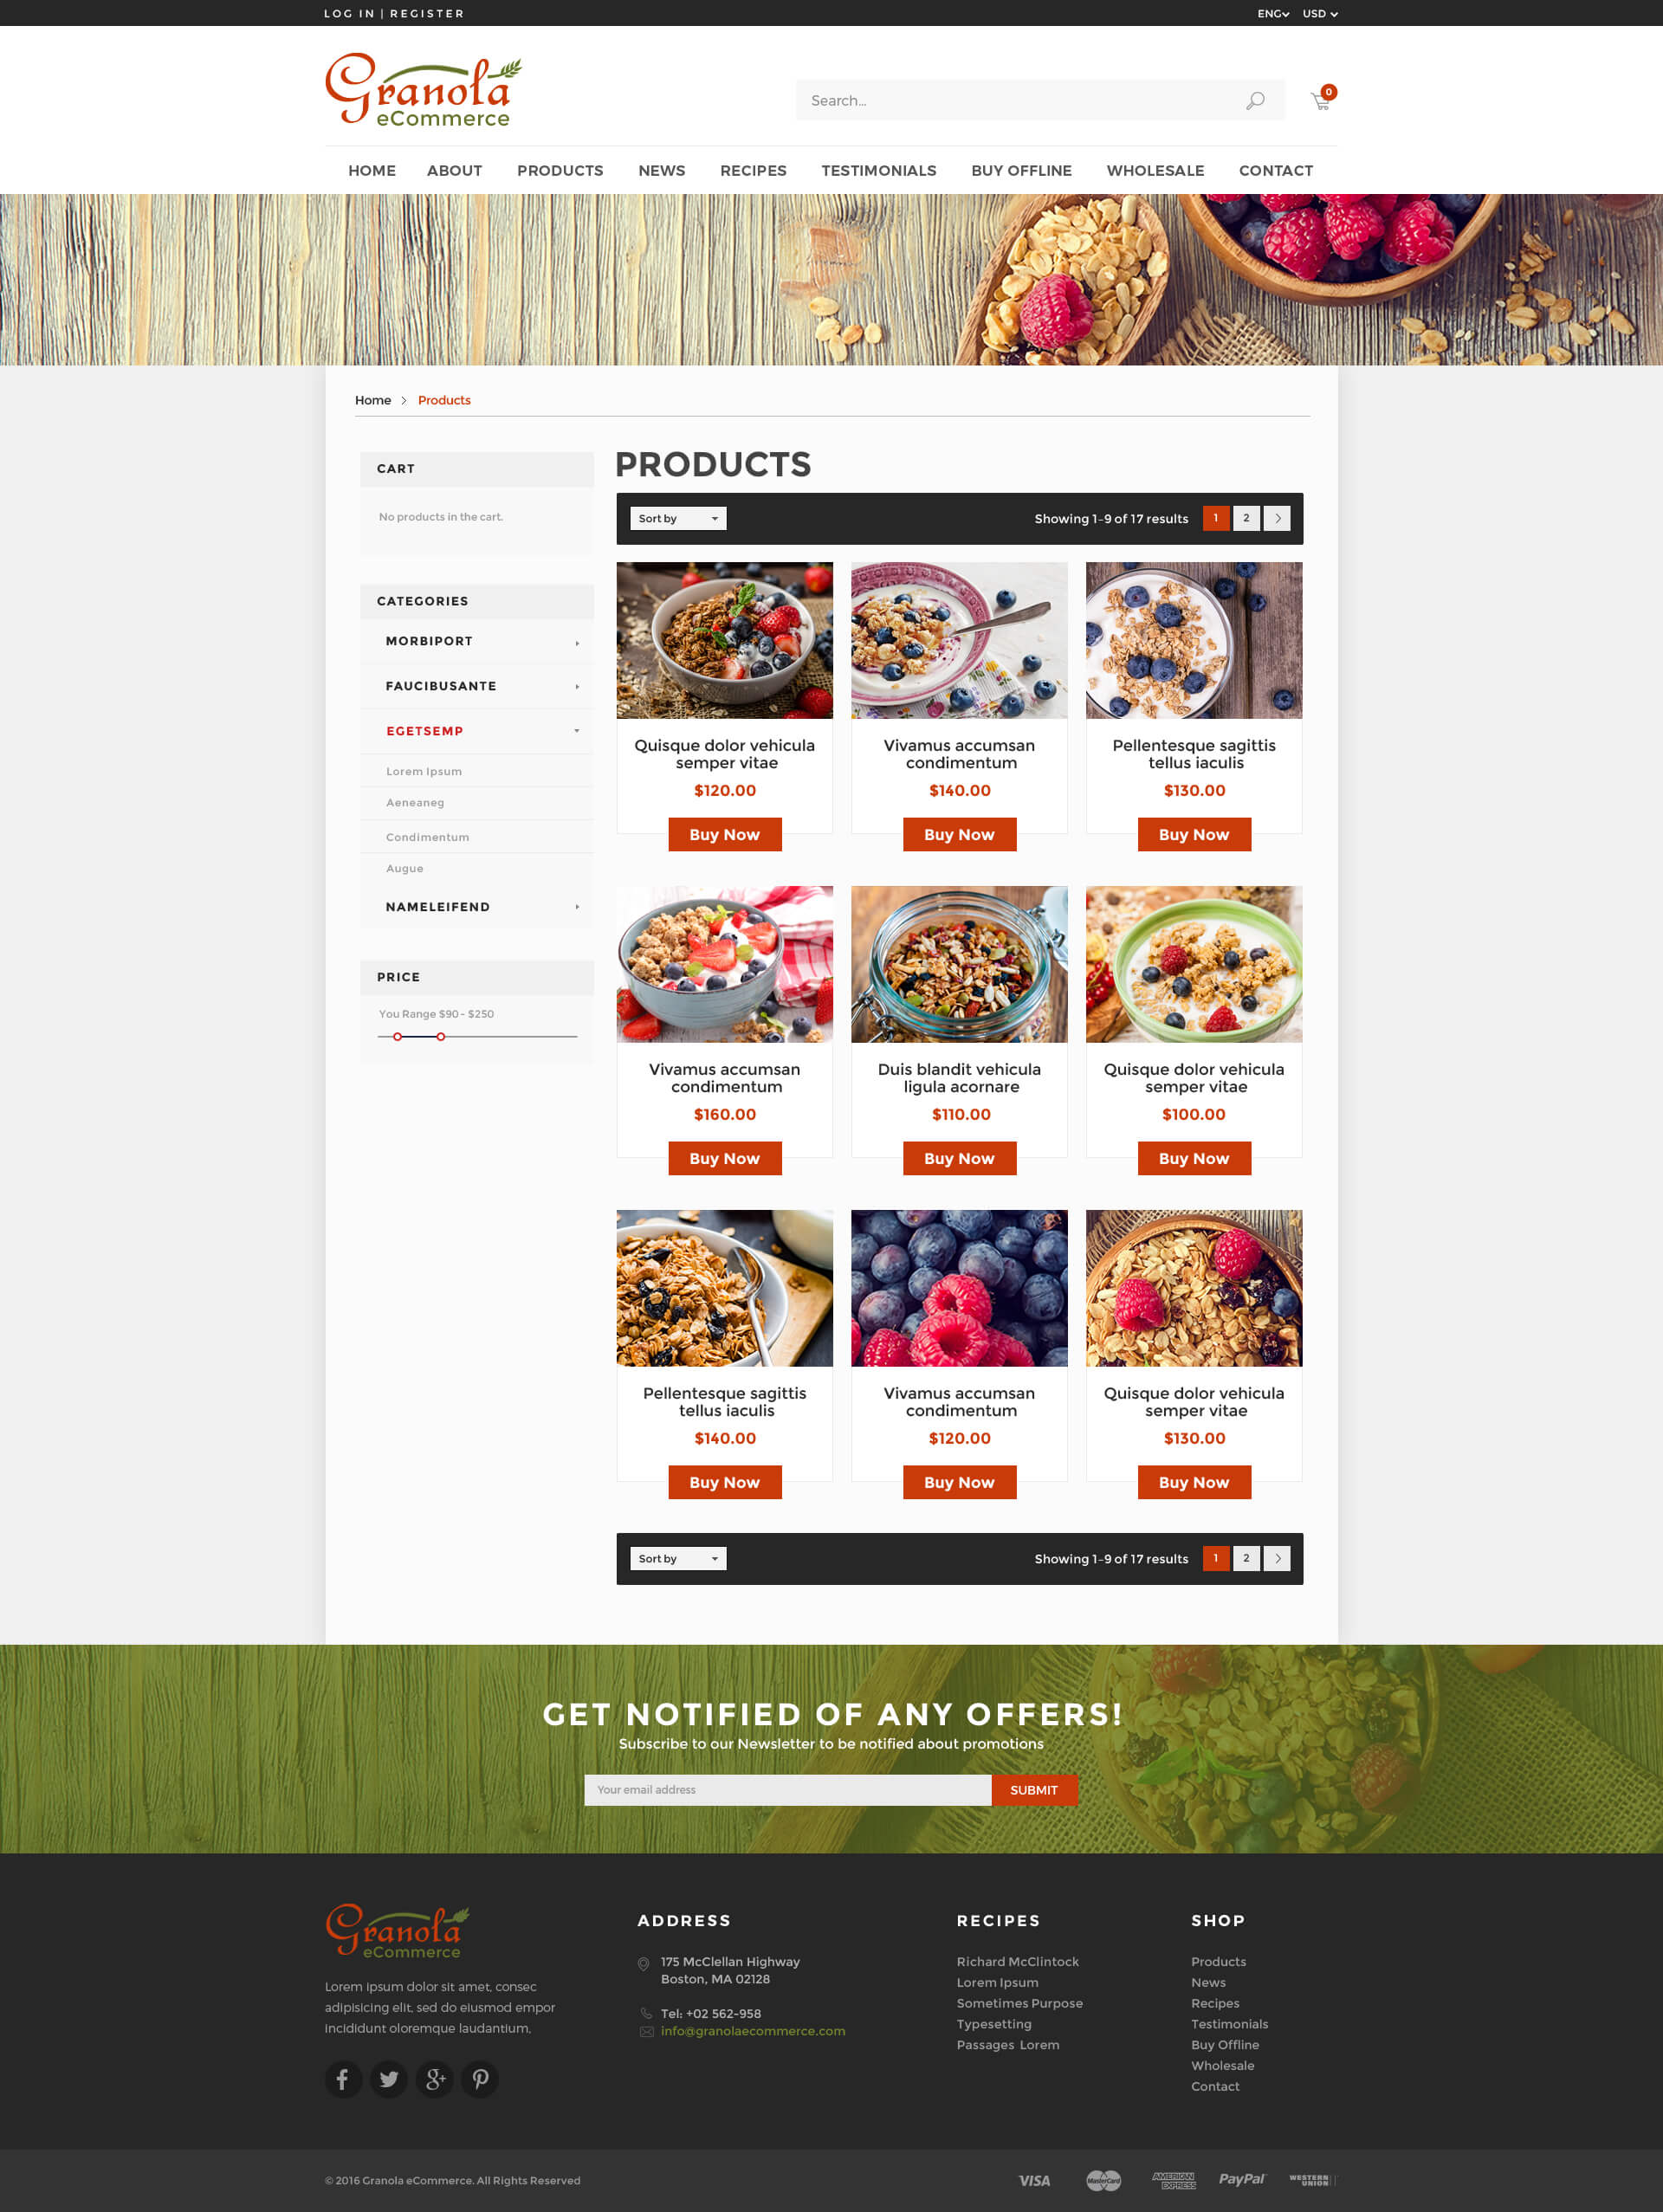 LOG IN | REGISTER
ENG USD
Granola
eCommerce
Search...
0
HOME ABOUT PRODUCTS NEWS RECIPES TESTIMONIALS BUY OFFLINE WHOLESALE CONTACT
Home > Products
CART
No products in the cart.
CATEGORIES
MORBIPORT
FAUCIBUSANTE
EGETSEMP
Lorem Ipsum
Aeneaneg
Condimentum
Augue
NAMELEIFEND
PRICE
You Range $90 - $250
PRODUCTS
Sort by
Showing 1-9 of 17 results 1 2 >
Quisque dolor vehicula
semper vitae
$120.00
Buy Now
Vivamus accumsan
condimentum
$140.00
Buy Now
Pellentesque sagittis
tellus iaculis
$130.00
Buy Now
Vivamus accumsan
condimentum
$160.00
Buy Now
Duis blandit vehicula
ligula acornare
$110.00
Buy Now
Quisque dolor vehicula
semper vitae
$100.00
Buy Now
Pellentesque sagittis
tellus iaculis
$140.00
Buy Now
Vivamus accumsan
condimentum
$120.00
Buy Now
Quisque dolor vehicula
semper vitae
$130.00
Buy Now
Sort by
Showing 1-9 of 17 results 1 2 >
GET NOTIFIED OF ANY OFFERS!
Subscribe to our Newsletter to be notified about promotions
Your email address
SUBMIT
Granola
eCommerce
Lorem ipsum dolor sit amet, consec
adipisicing elit, sed do eiusmod empor
incididunt oloremque laudantium,
ADDRESS
175 McClellan Highway
Boston, MA 02128
Tel: +02 562-958
info@granolaecommerce.com
RECIPES
Richard McClintock
Lorem Ipsum
Sometimes Purpose
Typesetting
Passages Lorem
SHOP
Products
News
Recipes
Testimonials
Buy Offline
Wholesale
Contact
© 2016 Granola eCommerce. All Rights Reserved
VISA
MasterCard
AMERICAN
EXPRESS
PayPal
WESTERN
UNION